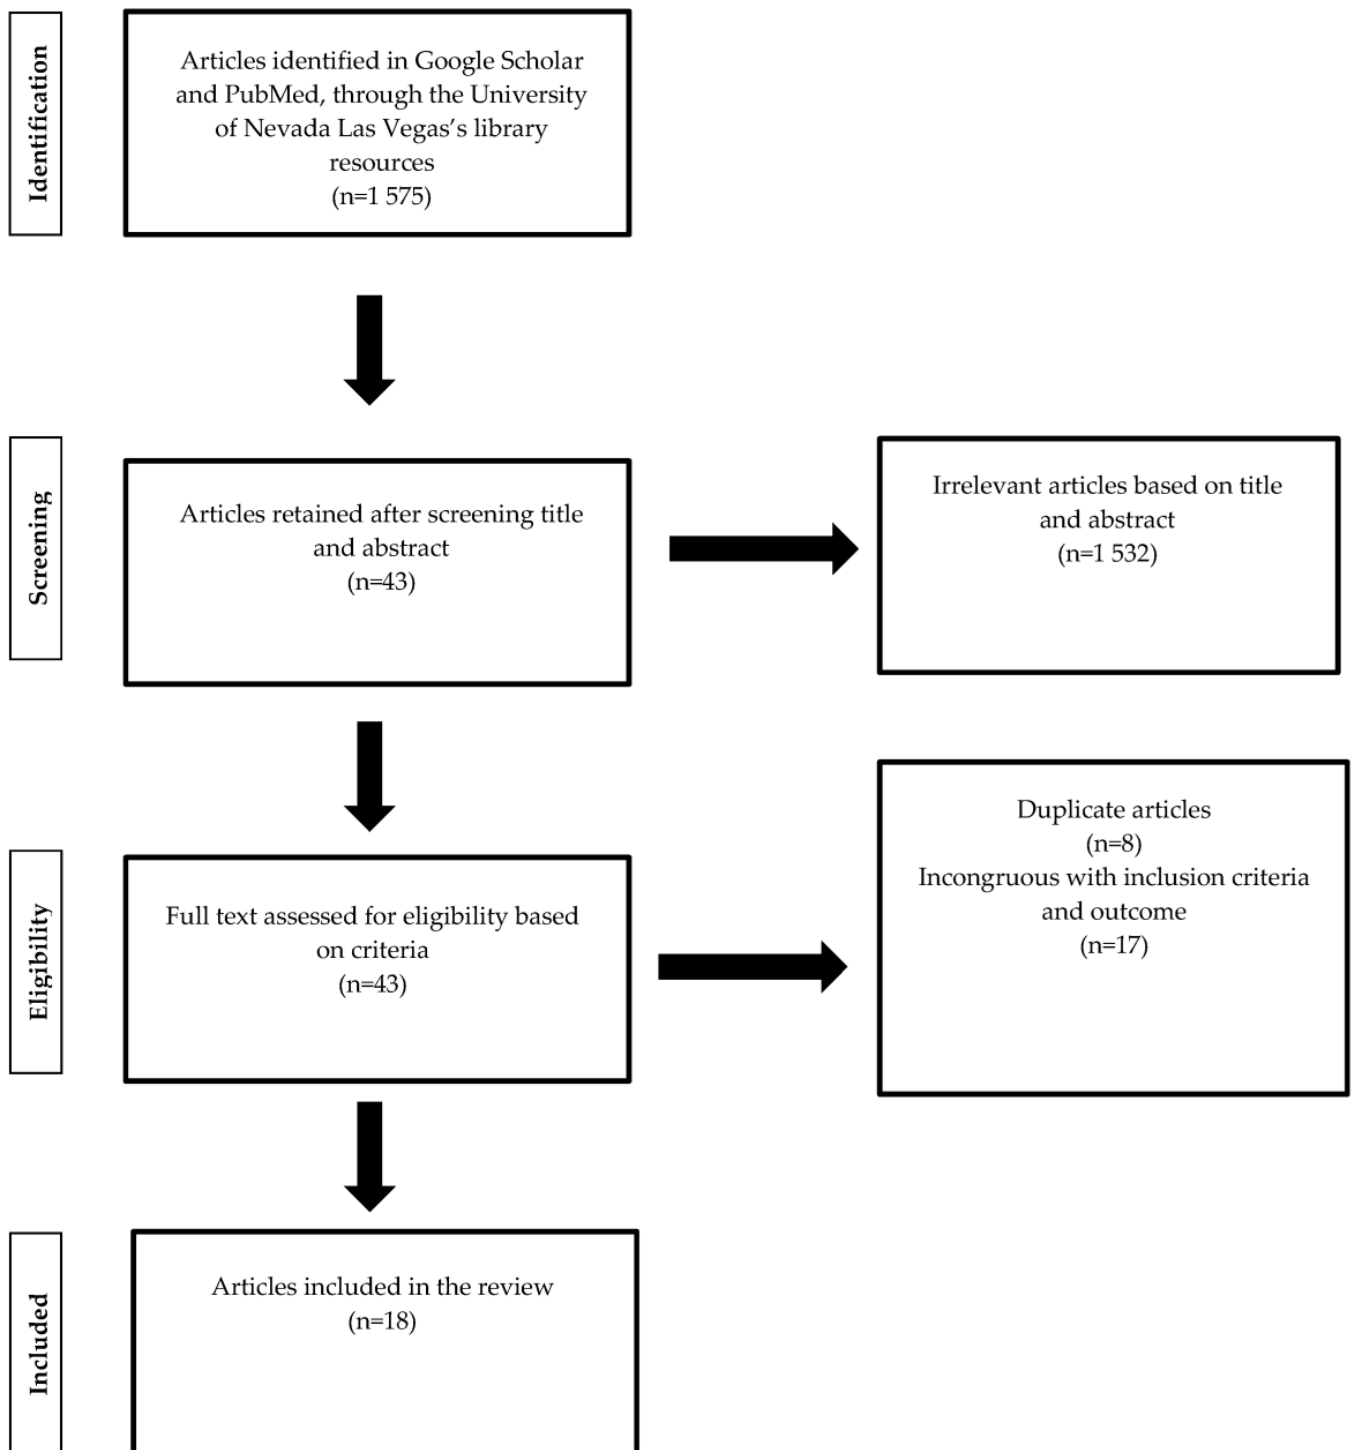 Identification
Articles identified in Google Scholar
and PubMed, through the University
of Nevada Las Vegas's library
resources
(n=1 575)
Screening
Articles retained after screening title
and abstract
(n=43)
Irrelevant articles based on title
and abstract
(n=1 532)
Eligibility
Full text assessed for eligibility based
on criteria
(n=43)
Duplicate articles
(n=8)
Incongruous with inclusion criteria
and outcome
(n=17)
Included
Articles included in the review
(n=18)